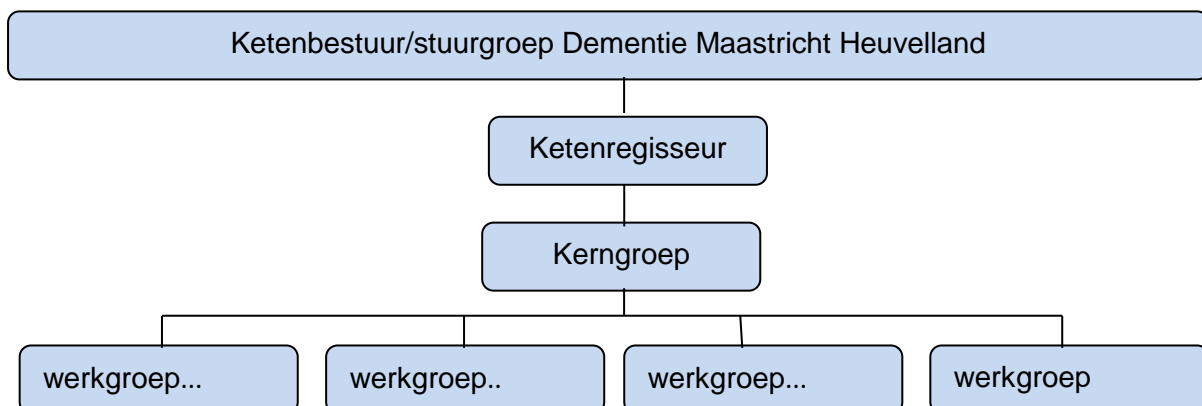 Ketenbestuur/stuurgroep Dementie Maastricht Heuvelland
Ketenregisseur
Kerngroep
werkgroep...
werkgroep..
werkgroep...
werkgroep